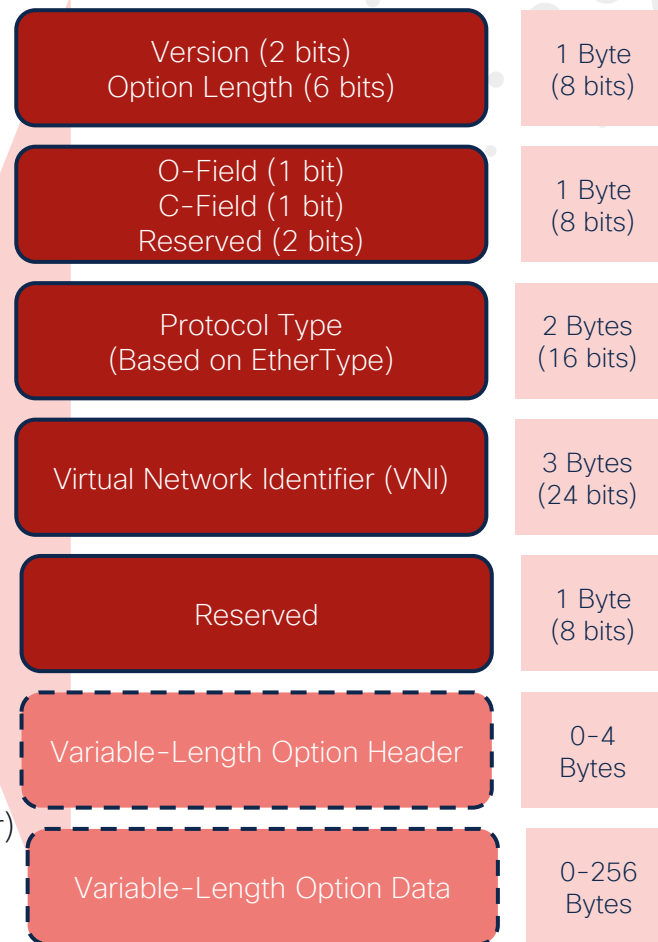 Version (2 bits)
Option Length (6 bits)
1 Byte
(8 bits)
O-Field (1 bit)
C-Field (1 bit)
Reserved (2 bits)
1 Byte
(8 bits)
Protocol Type
(Based on EtherType)
2 Bytes
(16 bits)
Virtual Network Identifier (VNI)
3 Bytes
(24 bits)
Reserved
1 Byte
(8 bits)
Variable-Length Option Header
0-4
Bytes
Variable-Length Option Data
0-256
Bytes